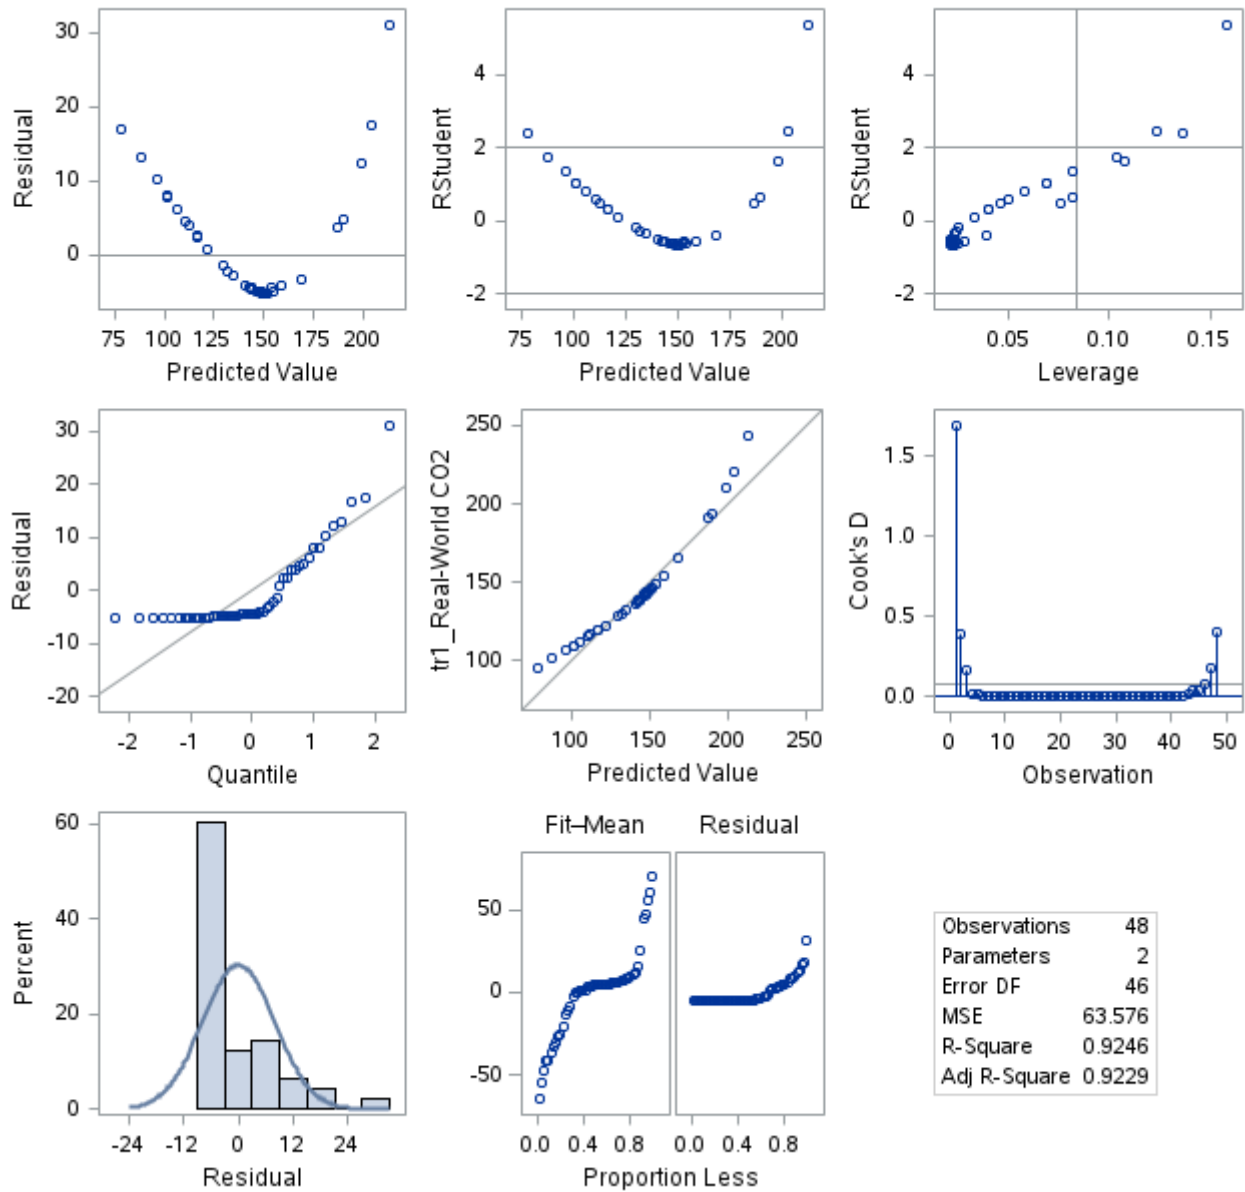 30
20
10
0
Residual
75 100 125 150 175 200
Predicted Value
4
2
0
-2
RStudent
75 100 125 150 175 200
Predicted Value
4
2
0
-2
RStudent
0.05 0.10 0.15
Leverage
30
20
10
0
-10
-20
Residual
-2 -1 0 1 2
Quantile
250
200
150
100
tr1_Real-World CO2
100 150 200 250
Predicted Value
1.5
1.0
0.5
0.0
Cook's D
0 10 20 30 40 50
Observation
60
40
20
0
Percent
-24 -12 0 12 24
Residual
Fit–Mean Residual
50
0
-50
0.0 0.4 0.8 0.0 0.4 0.8
Proportion Less
Observations 48
Parameters 2
Error DF 46
MSE 63.576
R-Square 0.9246
Adj R-Square 0.9229